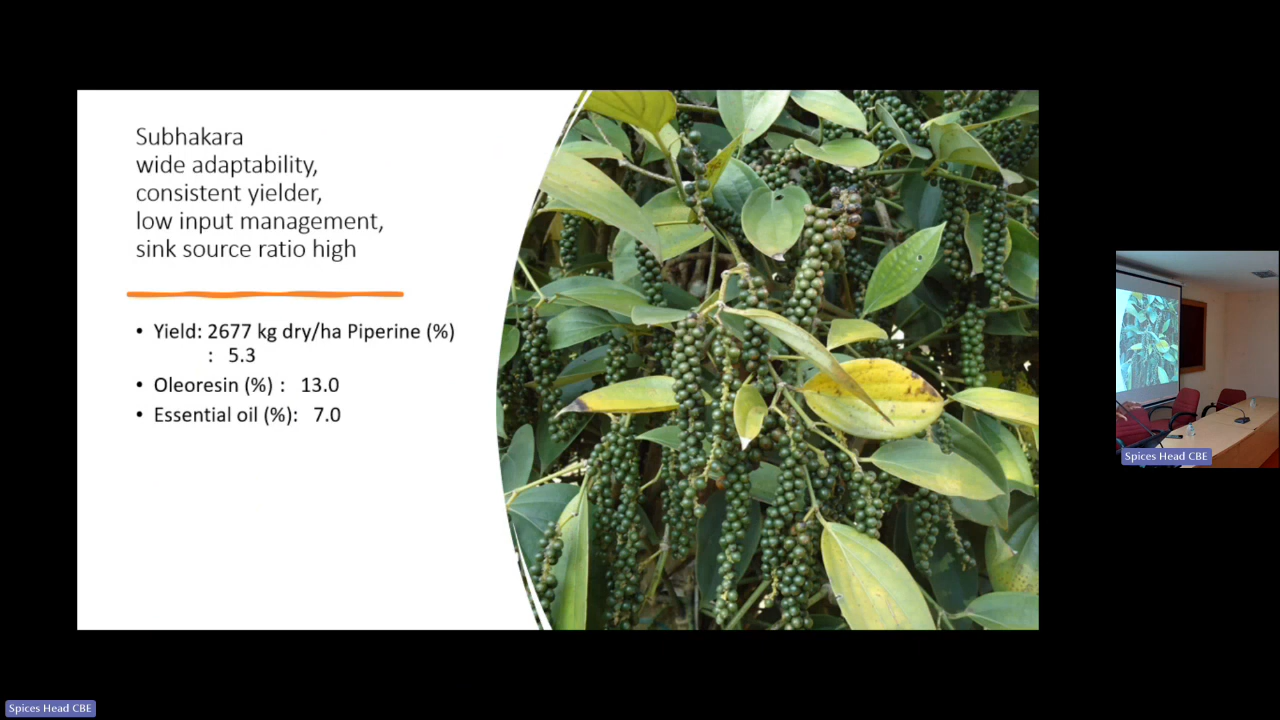 Subhakara
wide adaptability,
consistent yielder,
low input management,
sink source ratio high
• Yield: 2677 kg dry/ha Piperine (%)
: 5.3
• Oleoresin (%) : 13.0
• Essential oil (%): 7.0
Spices Head CBE
Spices Head CBE